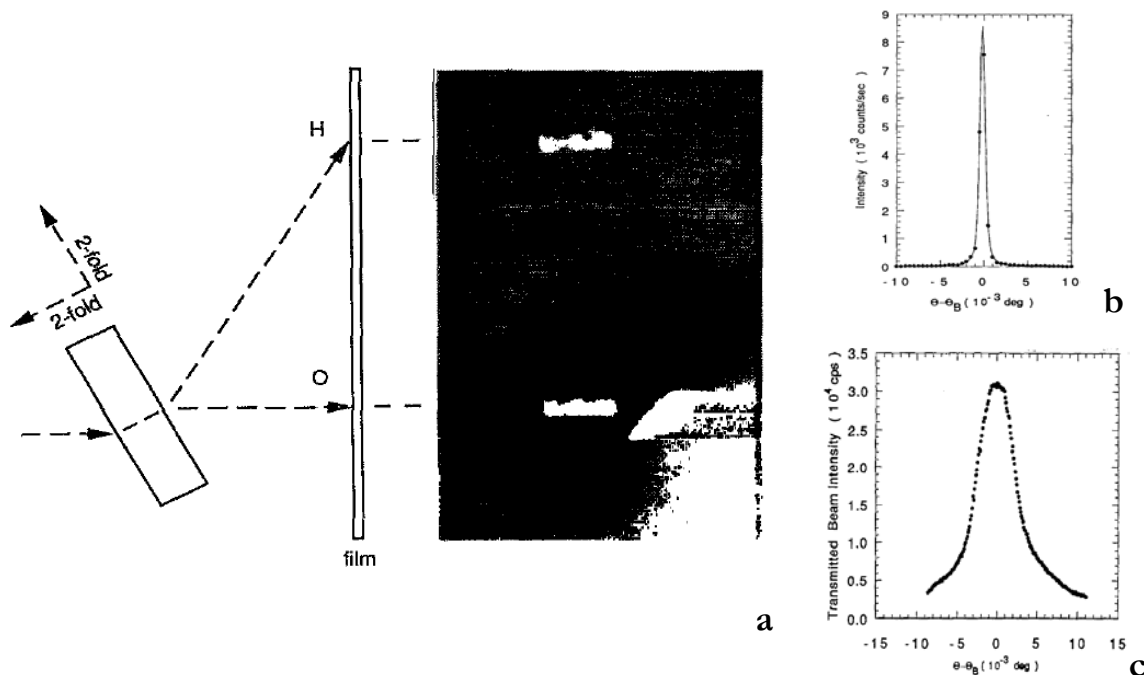 H
2-fold
2-fold
O
film
a
9
8
7
6
5
4
3
2
1
0
Intensity ( 10³ counts/sec )
-10 -5 0 5 10
Θ-Θ_B ( 10⁻³ deg )
b
3.5
3.0
2.5
2.0
1.5
1.0
0.5
0.0
Transmitted Beam Intensity ( 10⁴ cps )
-15 -10 -5 0 5 10 15
Θ-Θ_B (10⁻³ deg )
c